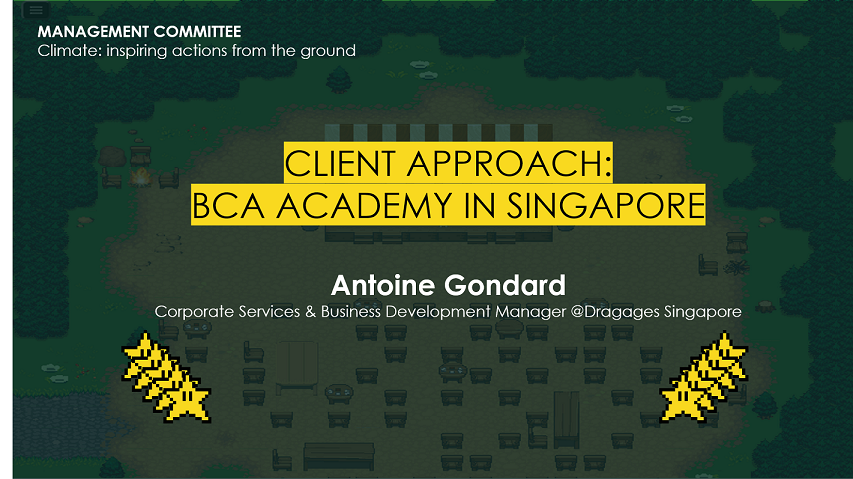 MANAGEMENT COMMITTEE
Climate: inspiring actions from the ground
CLIENT APPROACH:
BCA ACADEMY IN SINGAPORE
Antoine Gondard
Corporate Services & Business Development Manager @Dragages Singapore